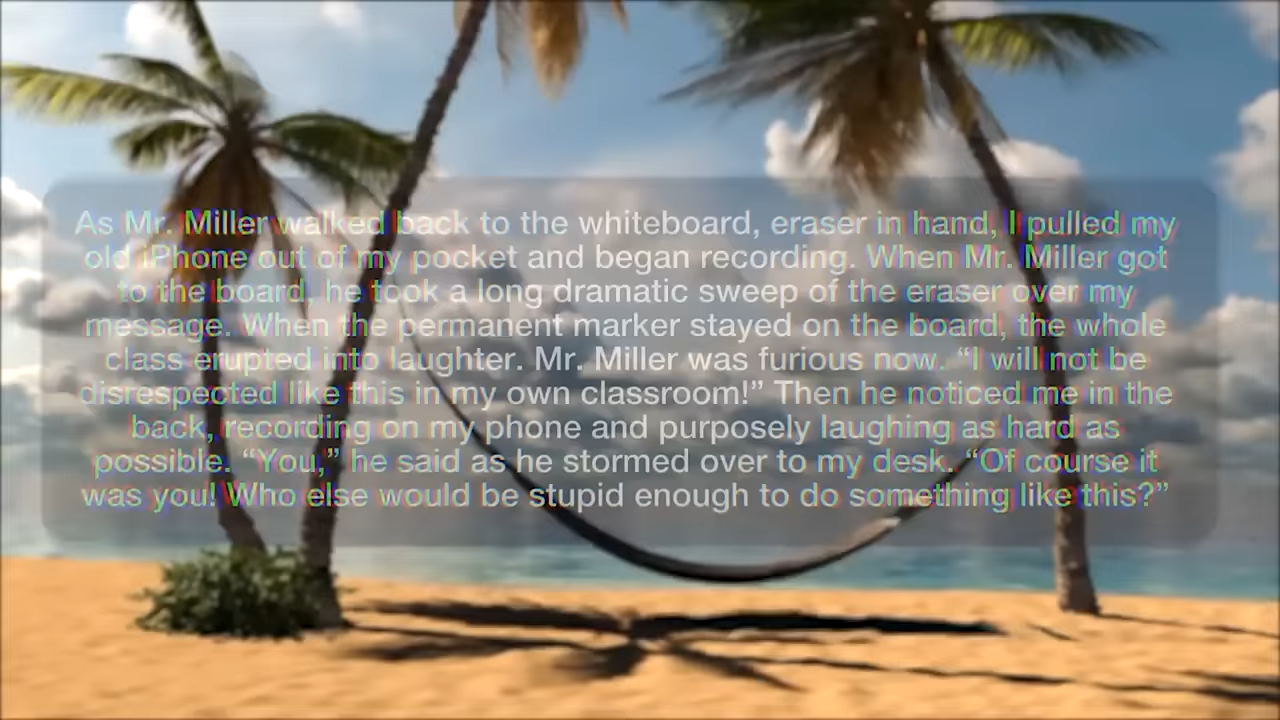 As Mr. Miller walked back to the whiteboard, eraser in hand, I pulled my
old iPhone out of my pocket and began recording. When Mr. Miller got
to the board, he took a long dramatic sweep of the eraser over my
message. When the permanent marker stayed on the board, the whole
class erupted into laughter. Mr. Miller was furious now. “I will not be
disrespected like this in my own classroom!” Then he noticed me in the
back, recording on my phone and purposely laughing as hard as
possible. “You,” he said as he stormed over to my desk. “Of course it
was you! Who else would be stupid enough to do something like this?”